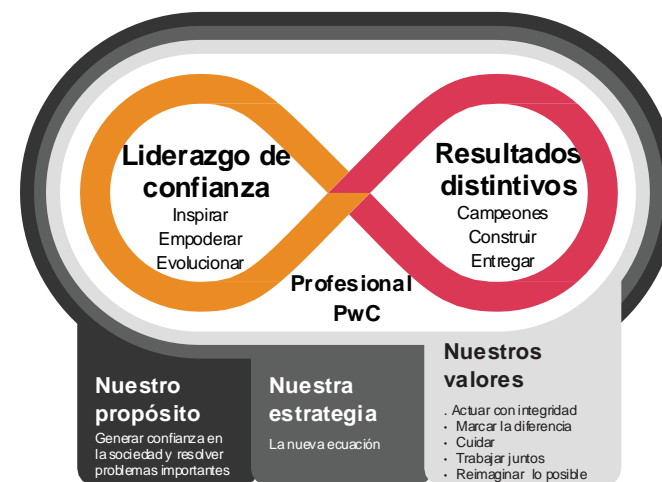 Liderazgo de
confianza
Inspirar
Empoderar
Evolucionar
Resultados
distintivos
Campeones
Construir
Entregar
Profesional
PwC
Nuestro
propósito
Generar confianza en
la sociedad y resolver
problemas importantes
Nuestra
estrategia
La nueva ecuación
Nuestros
valores
. Actuar con integridad
• Marcar la diferencia
• Cuidar
• Trabajar juntos
• Reimaginar lo posible